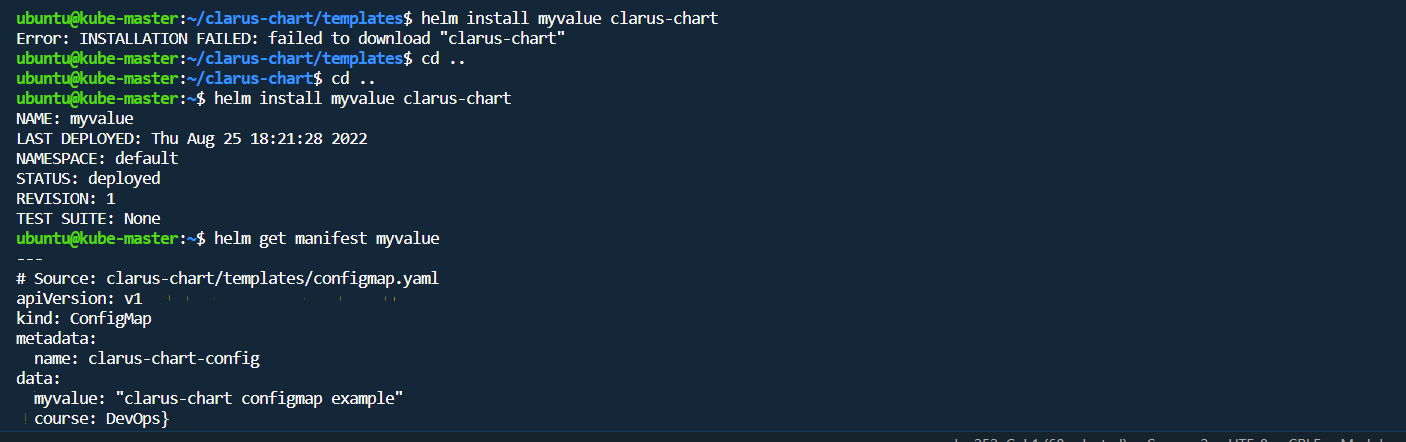 ubuntu@kube-master:~/clarus-chart/templates$ helm install myvalue clarus-chart
Error: INSTALLATION FAILED: failed to download "clarus-chart"
ubuntu@kube-master:~/clarus-chart/templates$ cd ..
ubuntu@kube-master:~/clarus-chart$ cd ..
ubuntu@kube-master:~$ helm install myvalue clarus-chart
NAME: myvalue
LAST DEPLOYED: Thu Aug 25 18:21:28 2022
NAMESPACE: default
STATUS: deployed
REVISION: 1
TEST SUITE: None
ubuntu@kube-master:~$ helm get manifest myvalue
---
# Source: clarus-chart/templates/configmap.yaml
apiVersion: v1
kind: ConfigMap
metadata:
  name: clarus-chart-config
data:
  myvalue: "clarus-chart configmap example"
  course: DevOps}